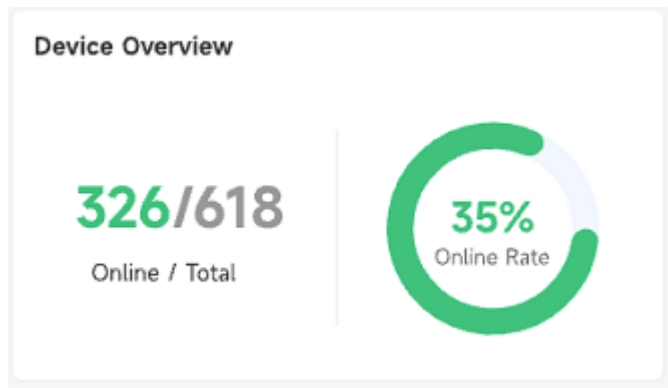 Device Overview
326/618
Online / Total
35%
Online Rate